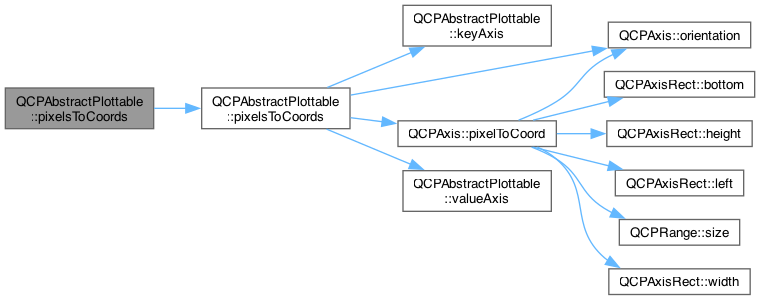 QCPAbstractPlottable
::pixelsToCoords
QCPAbstractPlottable
::pixelsToCoords
QCPAbstractPlottable
::keyAxis
QCPAxis::orientation
QCPAxis::pixelToCoord
QCPAxisRect::bottom
QCPAxisRect::height
QCPAxisRect::left
QCPRange::size
QCPAxisRect::width
QCPAbstractPlottable
::valueAxis